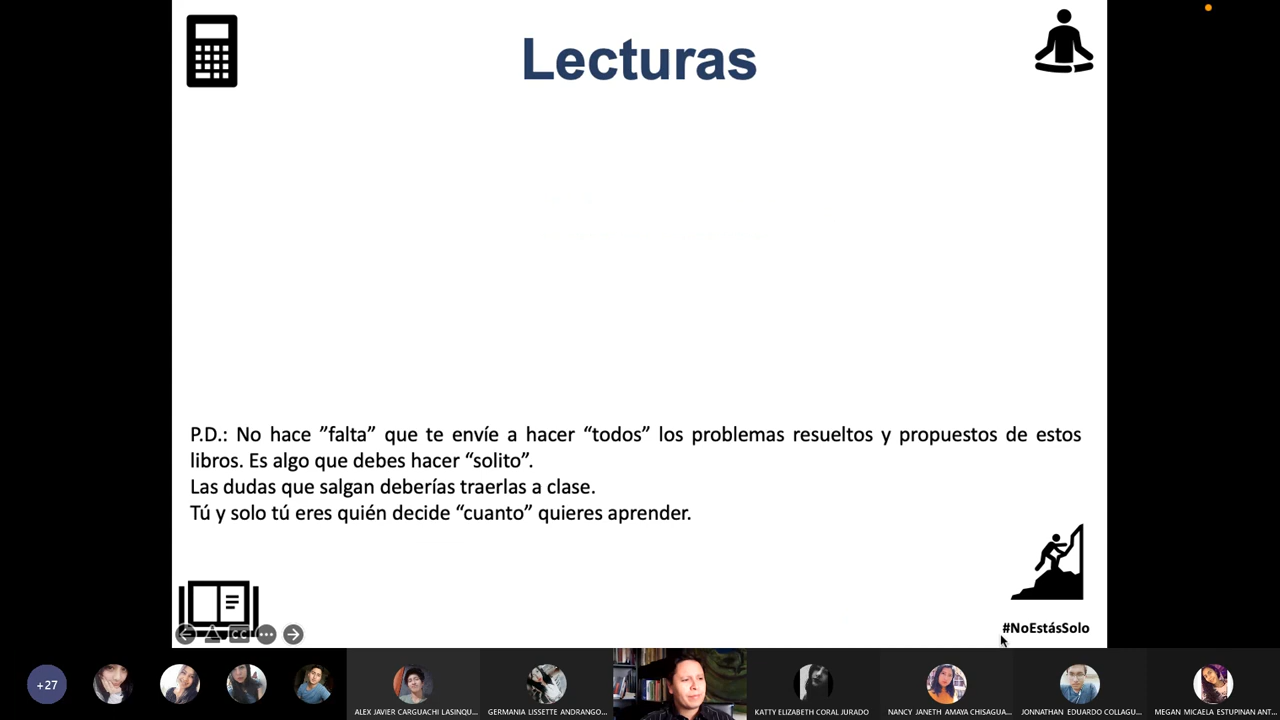 Lecturas
P.D.: No hace ”falta” que te envíe a hacer “todos” los problemas resueltos y propuestos de estos
libros. Es algo que debes hacer “solito”.
Las dudas que salgan deberías traerlas a clase.
Tú y solo tú eres quién decide “cuanto” quieres aprender.
CC
#NoEstásSolo
+27
ALEX JAVIER CARGUACHI LASINQU...
GERMANIA LISSETTE ANDRANGO...
KATTY ELIZABETH CORAL JURADO
NANCY JANETH AMAYA CHISAGUA...
JONNATHAN EDUARDO COLLAGU...
MEGAN MICAELA ESTUPINAN ANT...